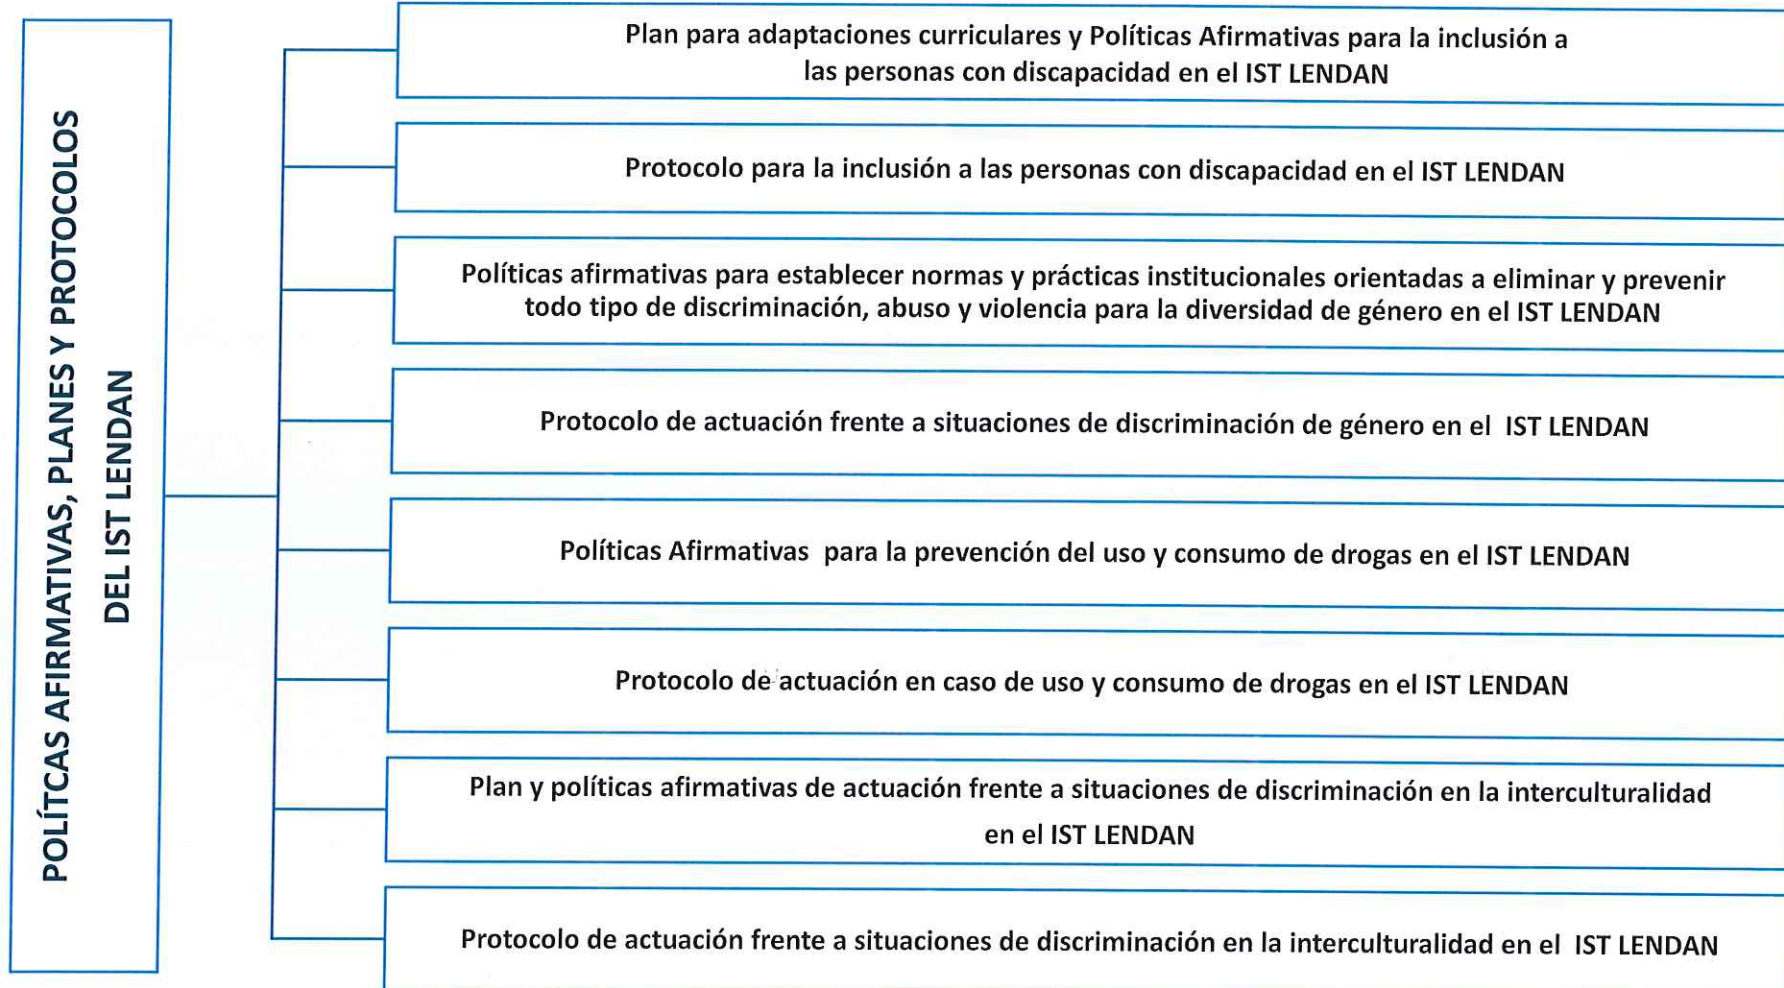 POLÍTCAS AFIRMATIVAS, PLANES Y PROTOCOLOS
DEL IST LENDAN
Plan para adaptaciones curriculares y Políticas Afirmativas para la inclusión a
las personas con discapacidad en el IST LENDAN
Protocolo para la inclusión a las personas con discapacidad en el IST LENDAN
Políticas afirmativas para establecer normas y prácticas institucionales orientadas a eliminar y prevenir
todo tipo de discriminación, abuso y violencia para la diversidad de género en el IST LENDAN
Protocolo de actuación frente a situaciones de discriminación de género en el IST LENDAN
Políticas Afirmativas para la prevención del uso y consumo de drogas en el IST LENDAN
Protocolo de actuación en caso de uso y consumo de drogas en el IST LENDAN
Plan y políticas afirmativas de actuación frente a situaciones de discriminación en la interculturalidad
en el IST LENDAN
Protocolo de actuación frente a situaciones de discriminación en la interculturalidad en el IST LENDAN